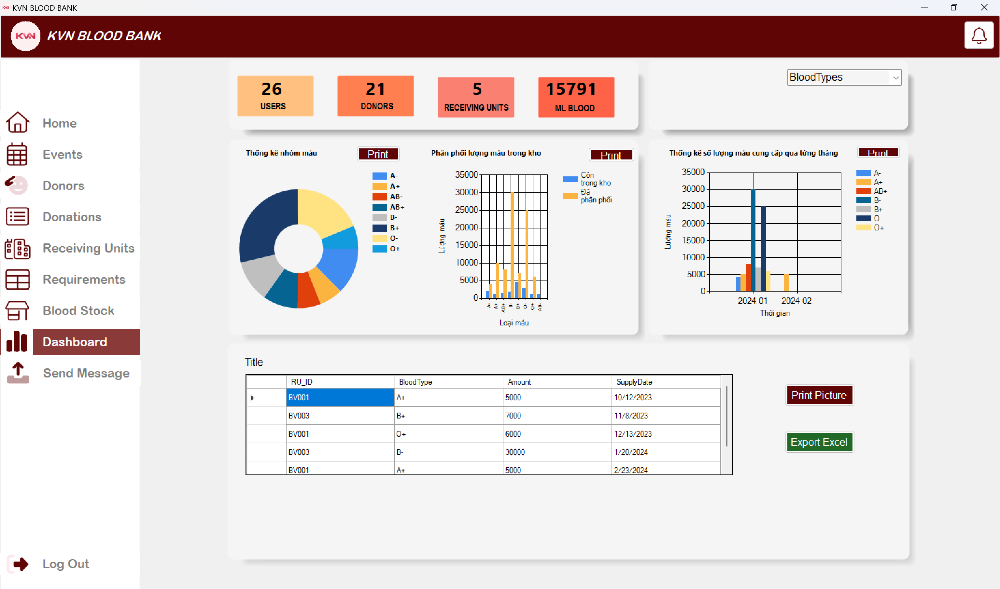 KVN KVN BLOOD BANK
KVN KVN BLOOD BANK
26
USERS
21
DONORS
5
RECEIVING UNITS
15791
ML BLOOD
BloodTypes
Home
Events
Donors
Donations
Receiving Units
Requirements
Blood Stock
Dashboard
Send Message
Log Out
Thống kê nhóm máu
Print
A-
A+
AB-
AB+
B-
B+
O-
O+
Phân phối lượng máu trong kho
Print
35000
30000
25000
20000
15000
10000
5000
0
Lượng máu
A-
A+
AB+
B-
B+
O-
O+
AB-
Loại máu
Còn
trong kho
Đã
phân phối
Thống kê số lượng máu cung cấp qua từng tháng
Print
35000
30000
25000
20000
15000
10000
5000
0
Lượng máu
2024-01 2024-02
Thời gian
A-
A+
AB+
B-
B+
O-
O+
Title
RU_ID BloodType Amount SupplyDate
BV001 A+ 5000 10/12/2023
BV003 B+ 7000 11/8/2023
BV001 O+ 6000 12/13/2023
BV003 B- 30000 1/20/2024
BV001 A+ 5000 2/23/2024
Print Picture
Export Excel